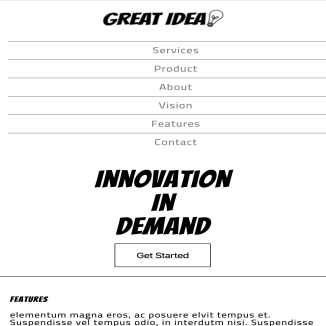 GREAT IDEA
Services
Product
About
Vision
Features
Contact
INNOVATION
IN
DEMAND
Get Started
FEATURES
elementum magna eros, ac posuere elvit tempus et.
Suspendisse vel tempus odio, in interdutm nisi. Suspendisse